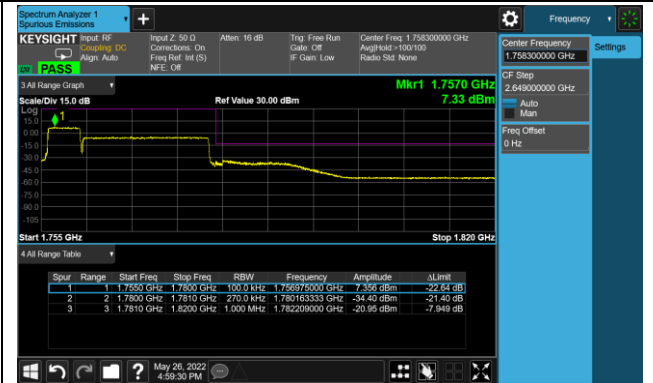 Spectrum Analyzer 1
Spurious Emissions
Frequency
KEYSIGHT
Input: RF
Coupling: DC
Align: Auto
Input Z: 50 Ω
Corrections: On
Freq Ref: Int (S)
NFE: Off
Atten: 16 dB
Trig: Free Run
Gate: Off
IF Gain: Low
Center Freq: 1.758300000 GHz
Avg|Hold:>100/100
Radio Std: None
PASS
Center Frequency
1.758300000 GHz
Settings
CF Step
2.649000000 GHz
Auto
Man
Freq Offset
0 Hz
3 All Range Graph
Mkr1 1.7570 GHz
Scale/Div 15.0 dB
Ref Value 30.00 dBm
7.33 dBm
Log
1
15.0
0.00
-15.0
-30.0
-45.0
-60.0
-75.0
-90.0
-105
Start 1.755 GHz
Stop 1.820 GHz
4 All Range Table
Spur Range Start Freq Stop Freq RBW Frequency Amplitude ΔLimit
1 1 1.7550 GHz 1.7800 GHz 100.0 kHz 1.756975000 GHz 7.356 dBm -22.64 dB
2 2 1.7800 GHz 1.7810 GHz 270.0 kHz 1.780163333 GHz -34.40 dBm -21.40 dB
3 3 1.7810 GHz 1.8200 GHz 1.000 MHz 1.782209000 GHz -20.95 dBm -7.949 dB
May 26, 2022
4:59:30 PM